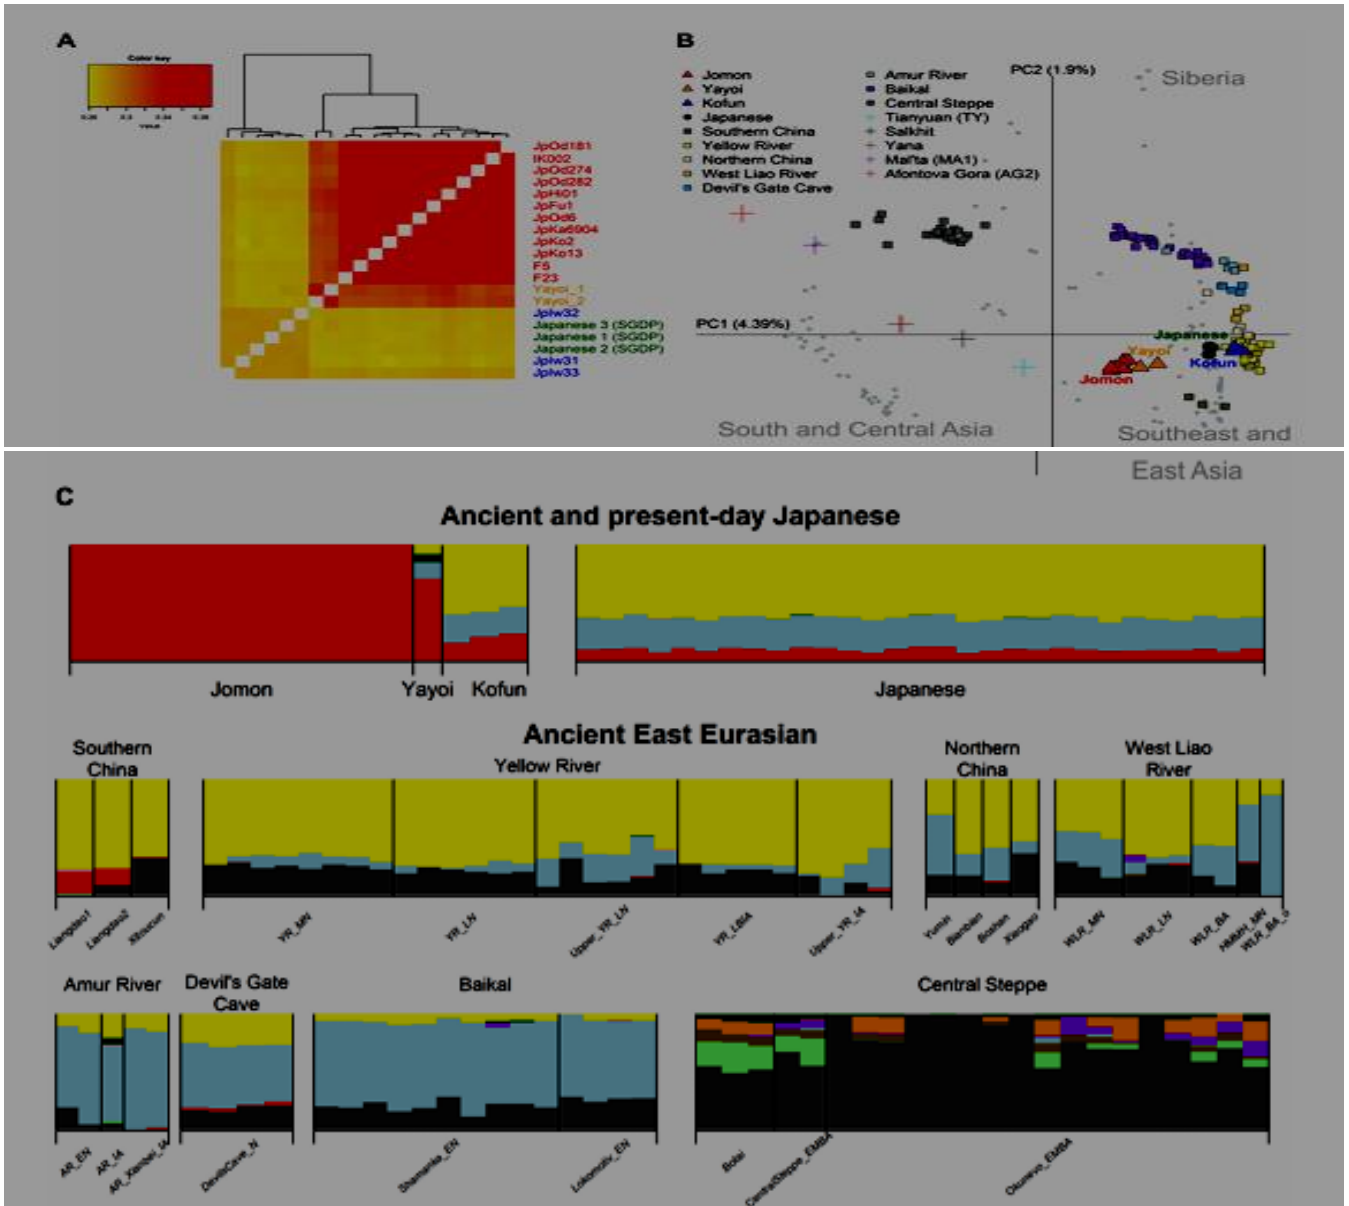 A
Color key
Value
JpOd181
IK002
JpOd274
JpOd282
JpHi01
JpFu1
JpOd6
JpKa6904
JpKo2
JpKo13
F5
F23
Yayoi_1
Yayoi_2
JpIw32
Japanese 3 (SGDP)
Japanese 1 (SGDP)
Japanese 2 (SGDP)
JpIw31
JpIw33
B
Jomon
Yayoi
Kofun
Japanese
Southern China
Yellow River
Northern China
West Liao River
Devil's Gate Cave
Amur River
Baikal
Central Steppe
Tianyuan (TY)
Salkhit
Yana
Mal'ta (MA1)
Afontova Gora (AG2)
PC2 (1.9%)
Siberia
PC1 (4.39%)
Japanese
Yayoi
Kofun
Jomon
South and Central Asia
Southeast and
East Asia
C
Ancient and present-day Japanese
Jomon
Yayoi
Kofun
Japanese
Ancient East Eurasian
Southern
China
Yellow River
Northern
China
West Liao
River
Liangdao1
Liangdao2
Xitoucun
YR_MN
YR_LN
Upper_YR_LN
YR_LBIA
Upper_YR_IA
Yumin
Bianbian
Boshan
Xiaogao
WLR_MN
WLR_LN
WLR_BA
HMMH_MN
WLR_BA_o
Amur River
Devil's Gate
Cave
Baikal
Central Steppe
AR_EN
AR_IA
AR_Xianbei_IA
DevilsCave_N
Shamanka_EN
Lokomotiv_EN
Botai
CentralSteppe_EMBA
Okunevo_EMBA